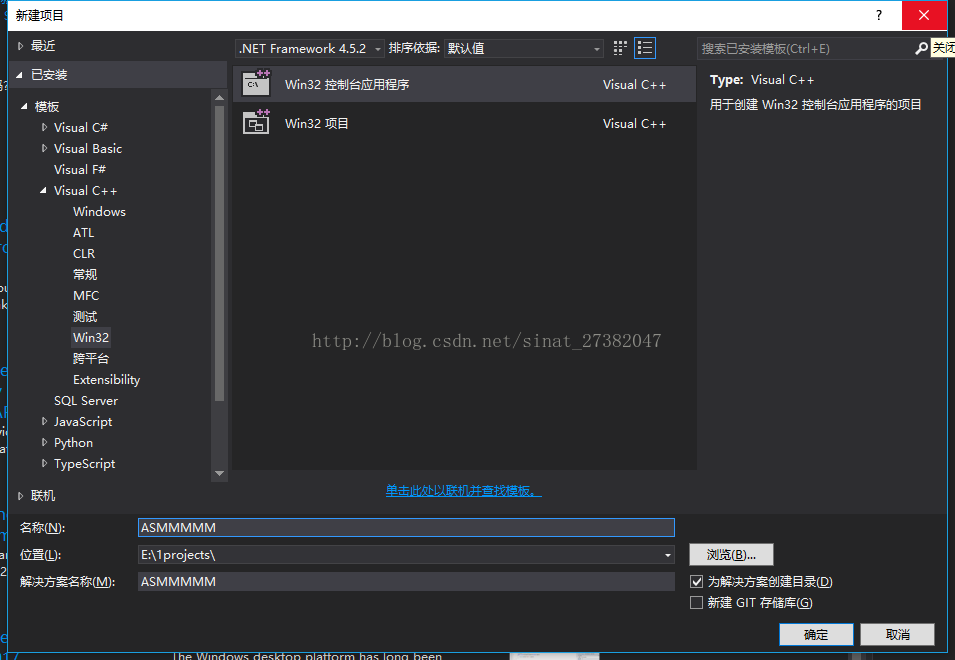 新建项目
?
最近
.NET Framework 4.5.2
排序依据:
默认值
搜索已安装模板(Ctrl+E)
关闭
已安装
模板
Visual C#
Visual Basic
Visual F#
Visual C++
Windows
ATL
CLR
常规
MFC
测试
Win32
跨平台
Extensibility
SQL Server
JavaScript
Python
TypeScript
联机
Win32 控制台应用程序 Visual C++
Win32 项目 Visual C++
Type: Visual C++
用于创建 Win32 控制台应用程序的项目
http://blog.csdn.net/sinat_27382047
单击此处以联机并查找模板。
名称(N): ASMMMMM
位置(L): E:\1projects\
浏览(B)...
解决方案名称(M): ASMMMMM
为解决方案创建目录(D)
新建 GIT 存储库(G)
确定
取消
The Windows desktop platform has long been